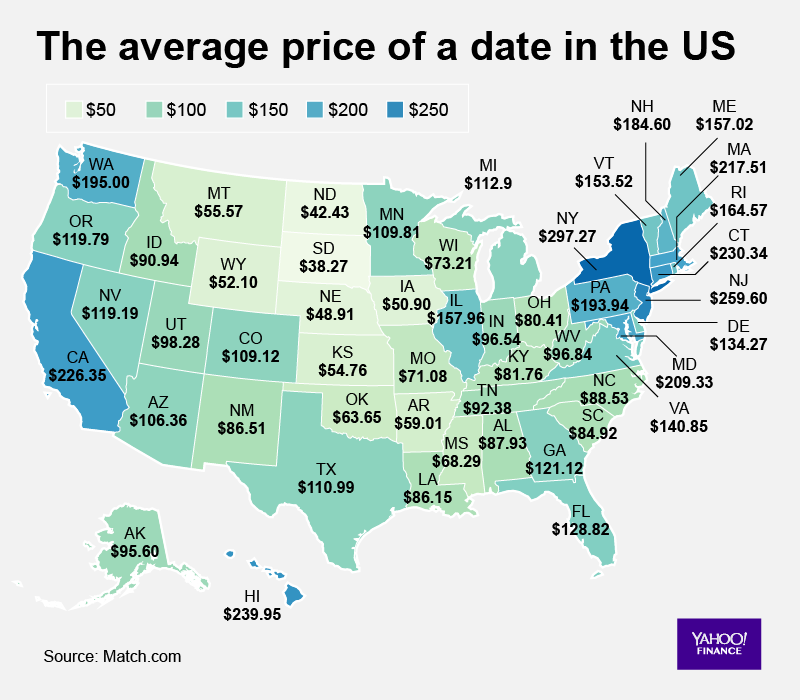 The average price of a date in the US
$50 $100 $150 $200 $250
NH
$184.60
ME
$157.02
VT
$153.52
MA
$217.51
RI
$164.57
CT
$230.34
NJ
$259.60
DE
$134.27
MD
$209.33
VA
$140.85
NY
$297.27
PA
$193.94
MI
$112.9
WA
$195.00
OR
$119.79
ID
$90.94
MT
$55.57
ND
$42.43
MN
$109.81
WI
$73.21
SD
$38.27
WY
$52.10
NE
$48.91
IA
$50.90
IL
$157.96
IN
$96.54
OH
$80.41
WV
$96.84
KY
$81.76
NV
$119.19
UT
$98.28
CO
$109.12
KS
$54.76
MO
$71.08
CA
$226.35
AZ
$106.36
NM
$86.51
OK
$63.65
AR
$59.01
TN
$92.38
NC
$88.53
SC
$84.92
MS
$68.29
AL
$87.93
GA
$121.12
TX
$110.99
LA
$86.15
FL
$128.82
AK
$95.60
HI
$239.95
Source: Match.com
YAHOO!
FINANCE